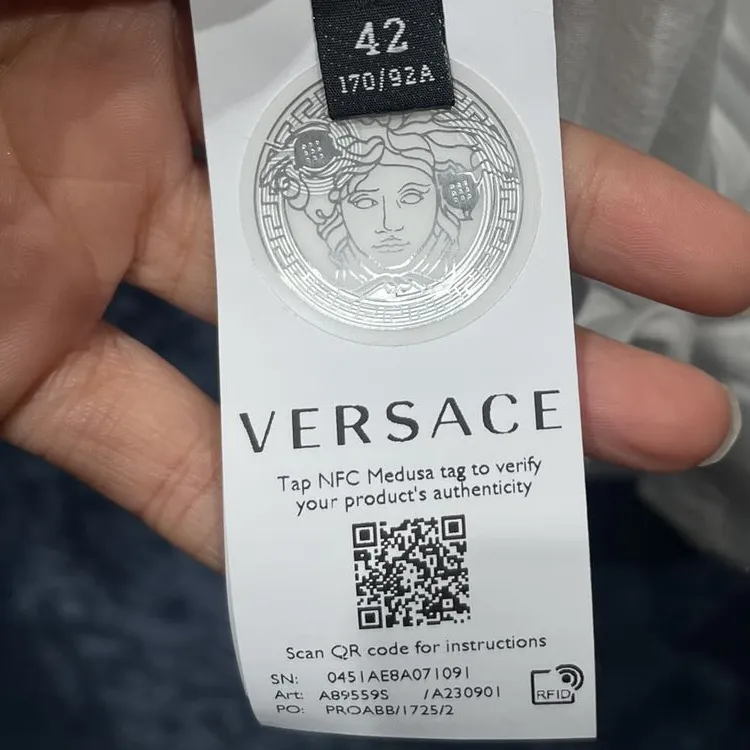 42
170/92A
VERSACE
Tap NFC Medusa tag to verify
your product's authenticity
Scan QR code for instructions
SN: 0451AE8A071091
Art: A89559S /A230901
PO: PROABB/1725/2
RFID